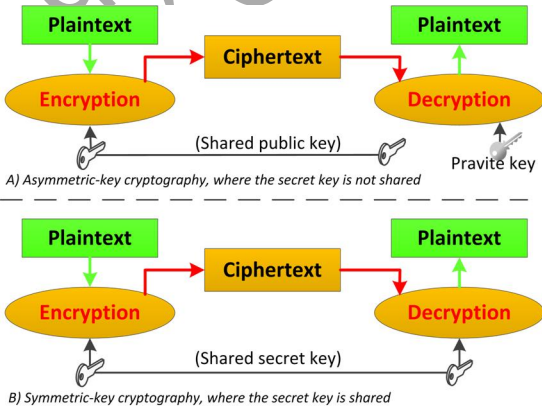 Plaintext Plaintext
Ciphertext
Encryption Decryption
(Shared public key)
Pravite key
A) Asymmetric-key cryptography, where the secret key is not shared
Plaintext Plaintext
Ciphertext
Encryption Decryption
(Shared secret key)
B) Symmetric-key cryptography, where the secret key is shared